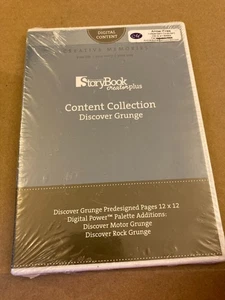 DIGITAL
CONTENT
CREATIVE MEMORIES
StoryBook
creator plus
Content Collection
Discover Grunge
Discover Grunge Predesigned Pages 12 x 12
Digital Power™ Palette Additions:
Discover Motor Grunge
Discover Rock Grunge